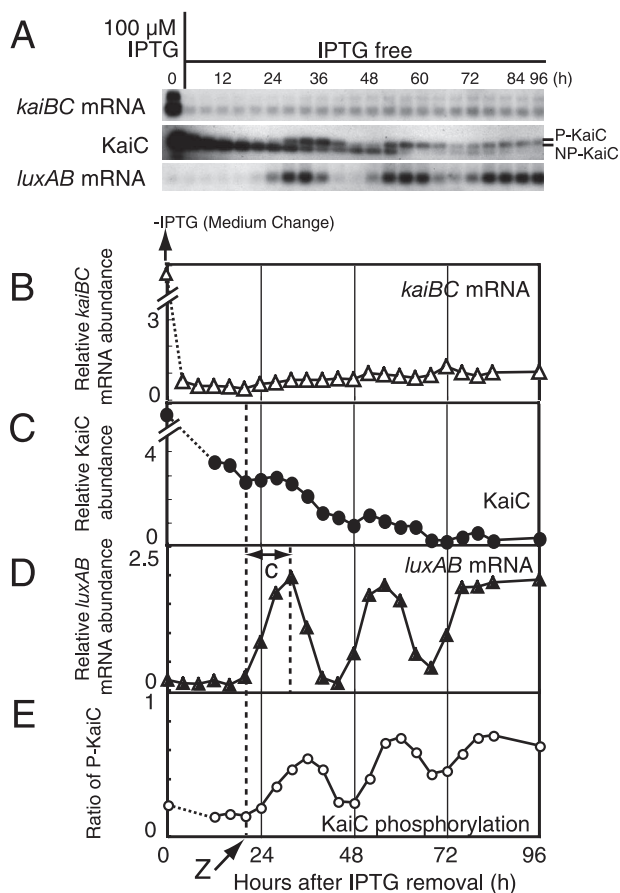 A
100 µM
IPTG
IPTG free
0 12 24 36 48 60 72 84 96 (h)
kaiBC mRNA
KaiC
P-KaiC
NP-KaiC
luxAB mRNA
-IPTG (Medium Change)
B
Relative kaiBC
mRNA abundance
3
0
kaiBC mRNA
C
Relative KaiC
abundance
4
0
KaiC
D
Relative luxAB
mRNA abundance
2.5
0
C
luxAB mRNA
E
Ratio of P-KaiC
1
0
KaiC phosphorylation
0 24 48 72 96
Z
Hours after IPTG removal (h)